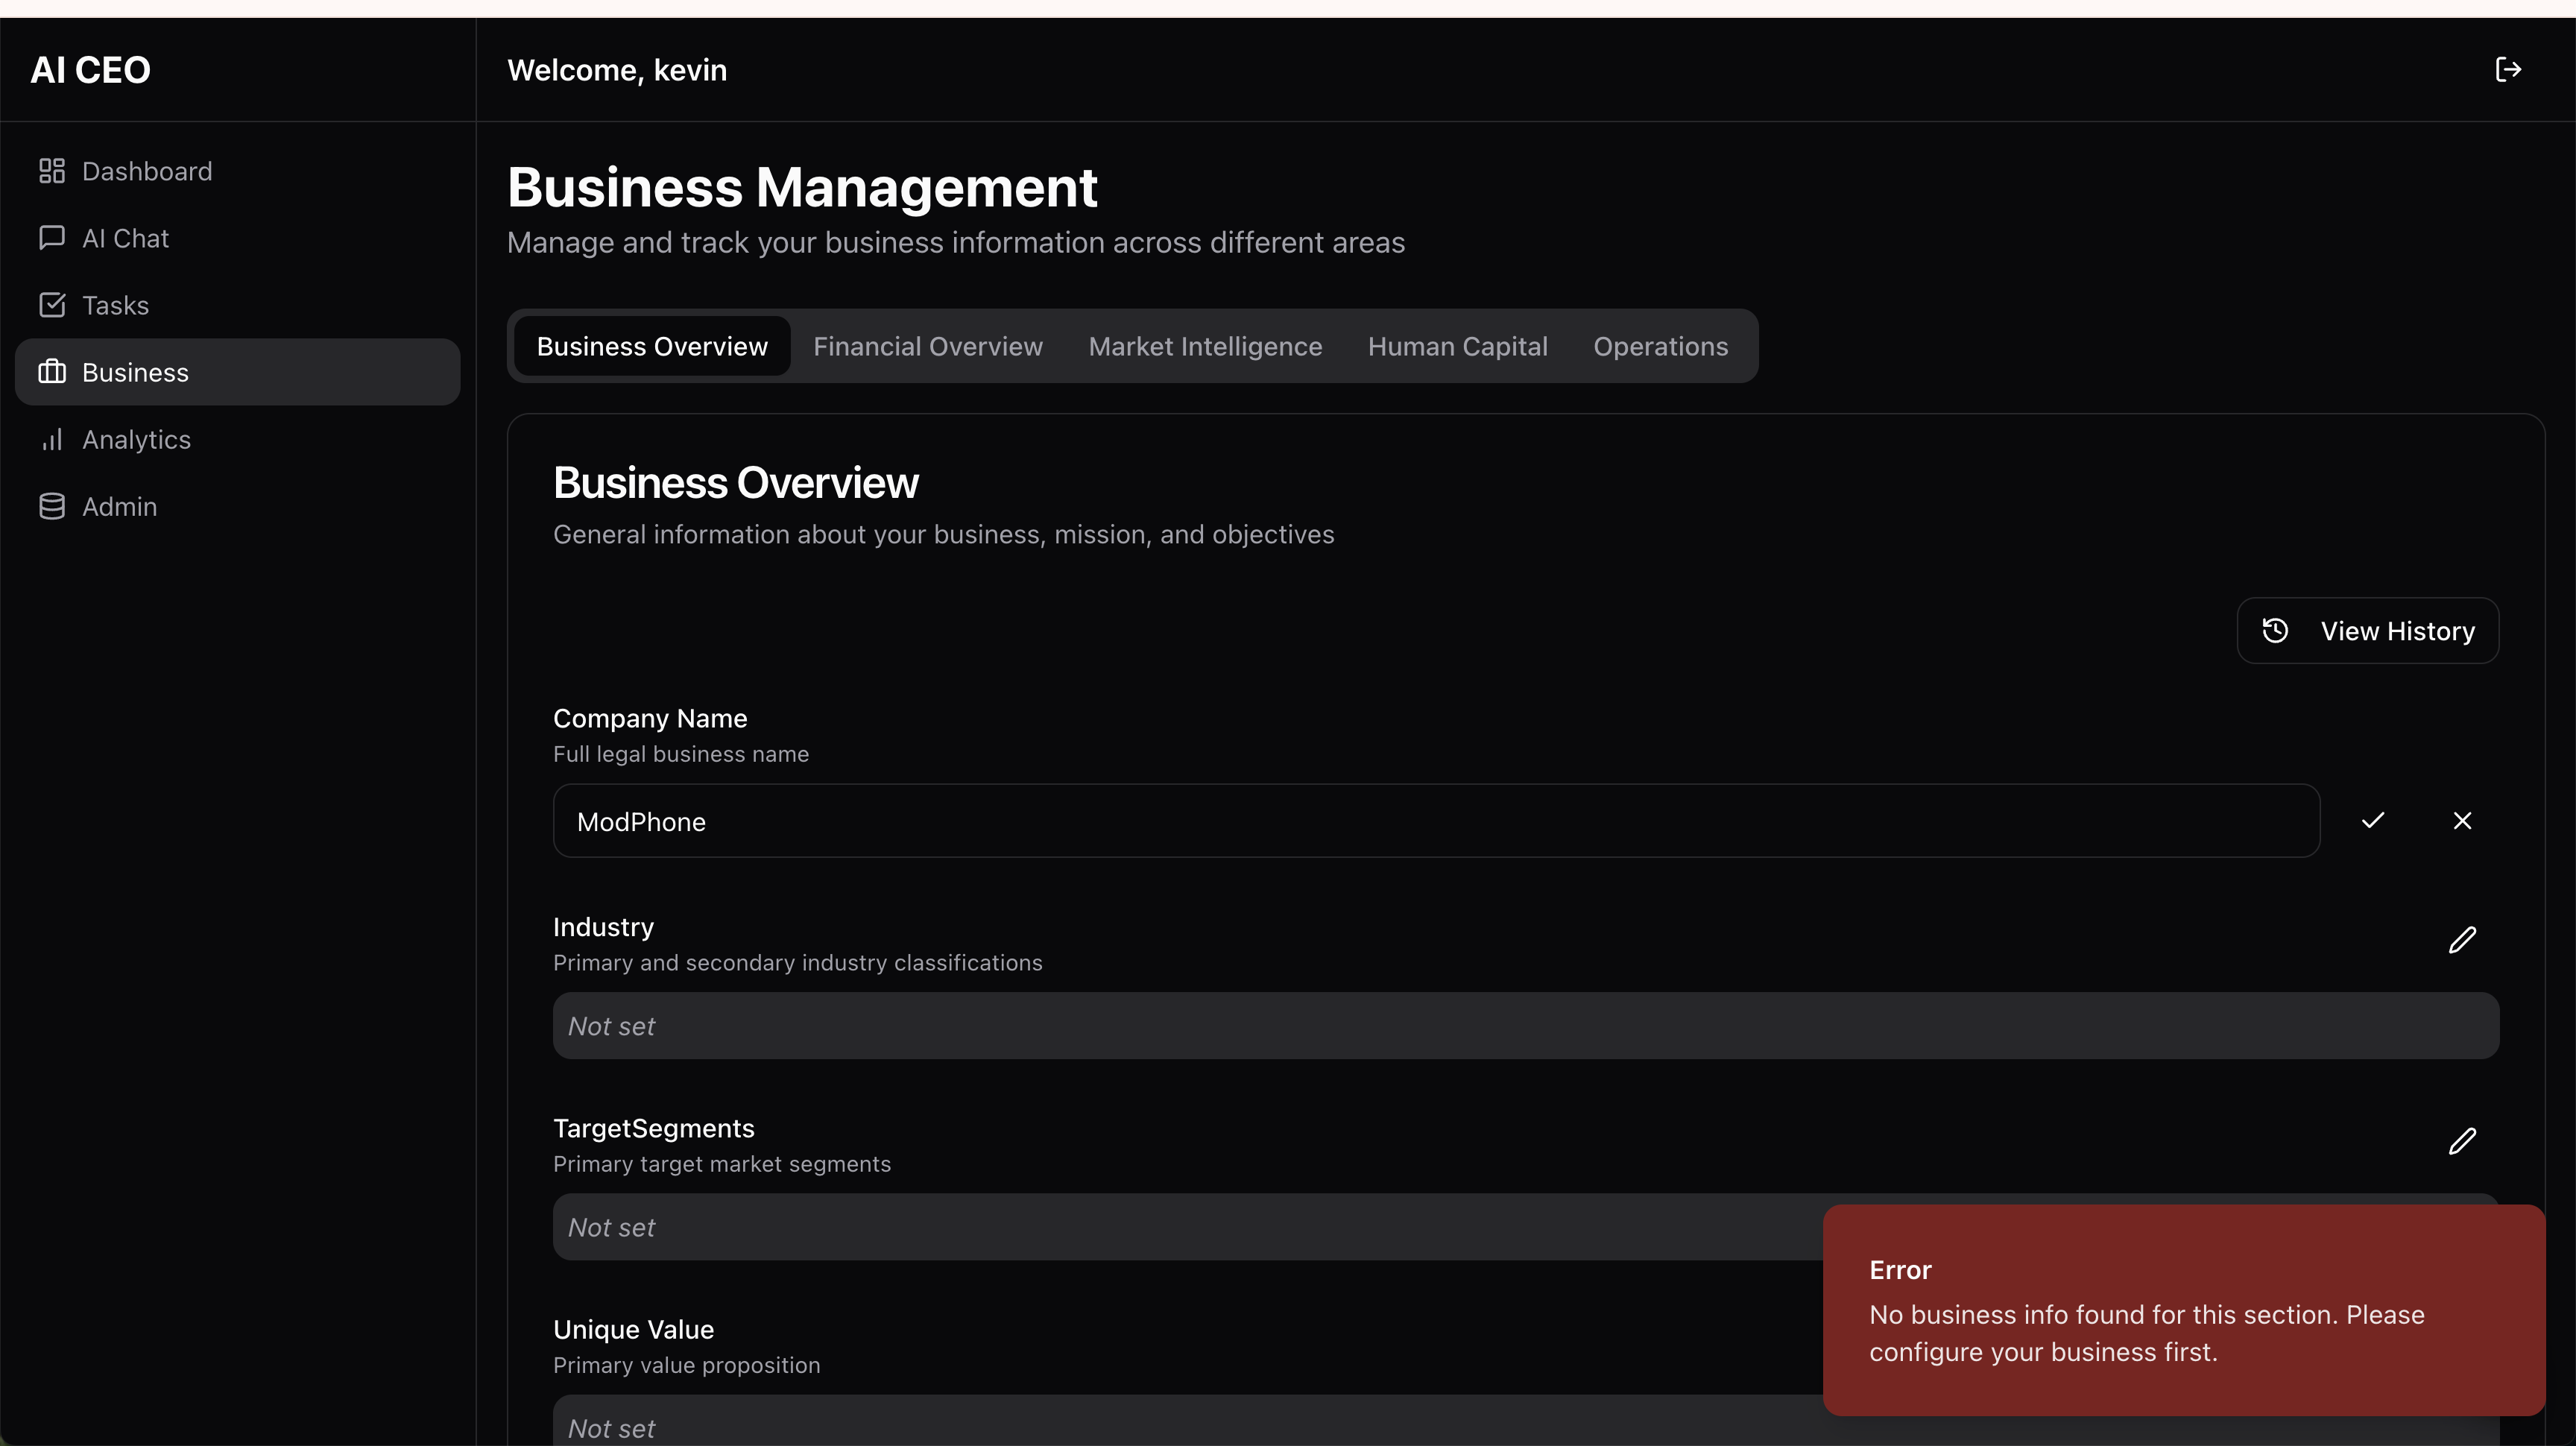 AI CEO
Welcome, kevin
Dashboard
AI Chat
Tasks
Business
Analytics
Admin
Business Management
Manage and track your business information across different areas
Business Overview Financial Overview Market Intelligence Human Capital Operations
Business Overview
General information about your business, mission, and objectives
View History
Company Name
Full legal business name
ModPhone
Industry
Primary and secondary industry classifications
Not set
TargetSegments
Primary target market segments
Not set
Unique Value
Primary value proposition
Not set
Error
No business info found for this section. Please
configure your business first.